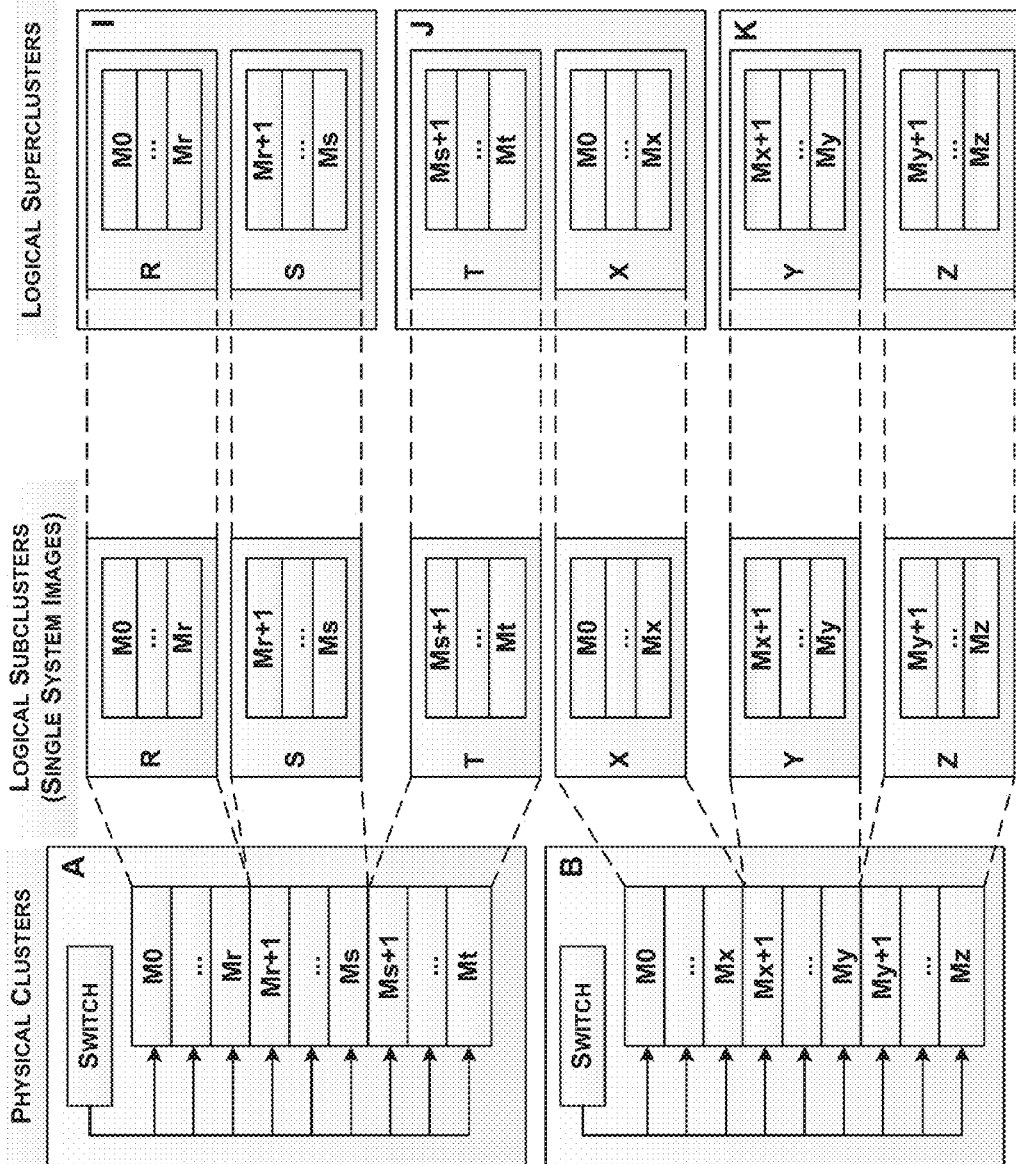 PHYSICAL CLUSTERS
A
SWITCH
M0
...
Mr
Mr+1
...
Ms
Ms+1
...
Mt
B
SWITCH
M0
...
Mx
Mx+1
...
My
My+1
...
Mz
LOGICAL SUBCLUSTERS
(SINGLE SYSTEM IMAGES)
R
M0
...
Mr
S
Mr+1
...
Ms
T
Ms+1
...
Mt
X
M0
...
Mx
Y
Mx+1
...
My
Z
My+1
...
Mz
LOGICAL SUPERCLUSTERS
I
R
M0
...
Mr
S
Mr+1
...
Ms
J
T
Ms+1
...
Mt
X
M0
...
Mx
K
Y
Mx+1
...
My
Z
My+1
...
Mz